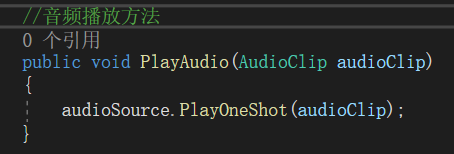 //音频播放方法
0 个引用
public void PlayAudio(AudioClip audioClip)
{
audioSource.PlayOneShot(audioClip);
}